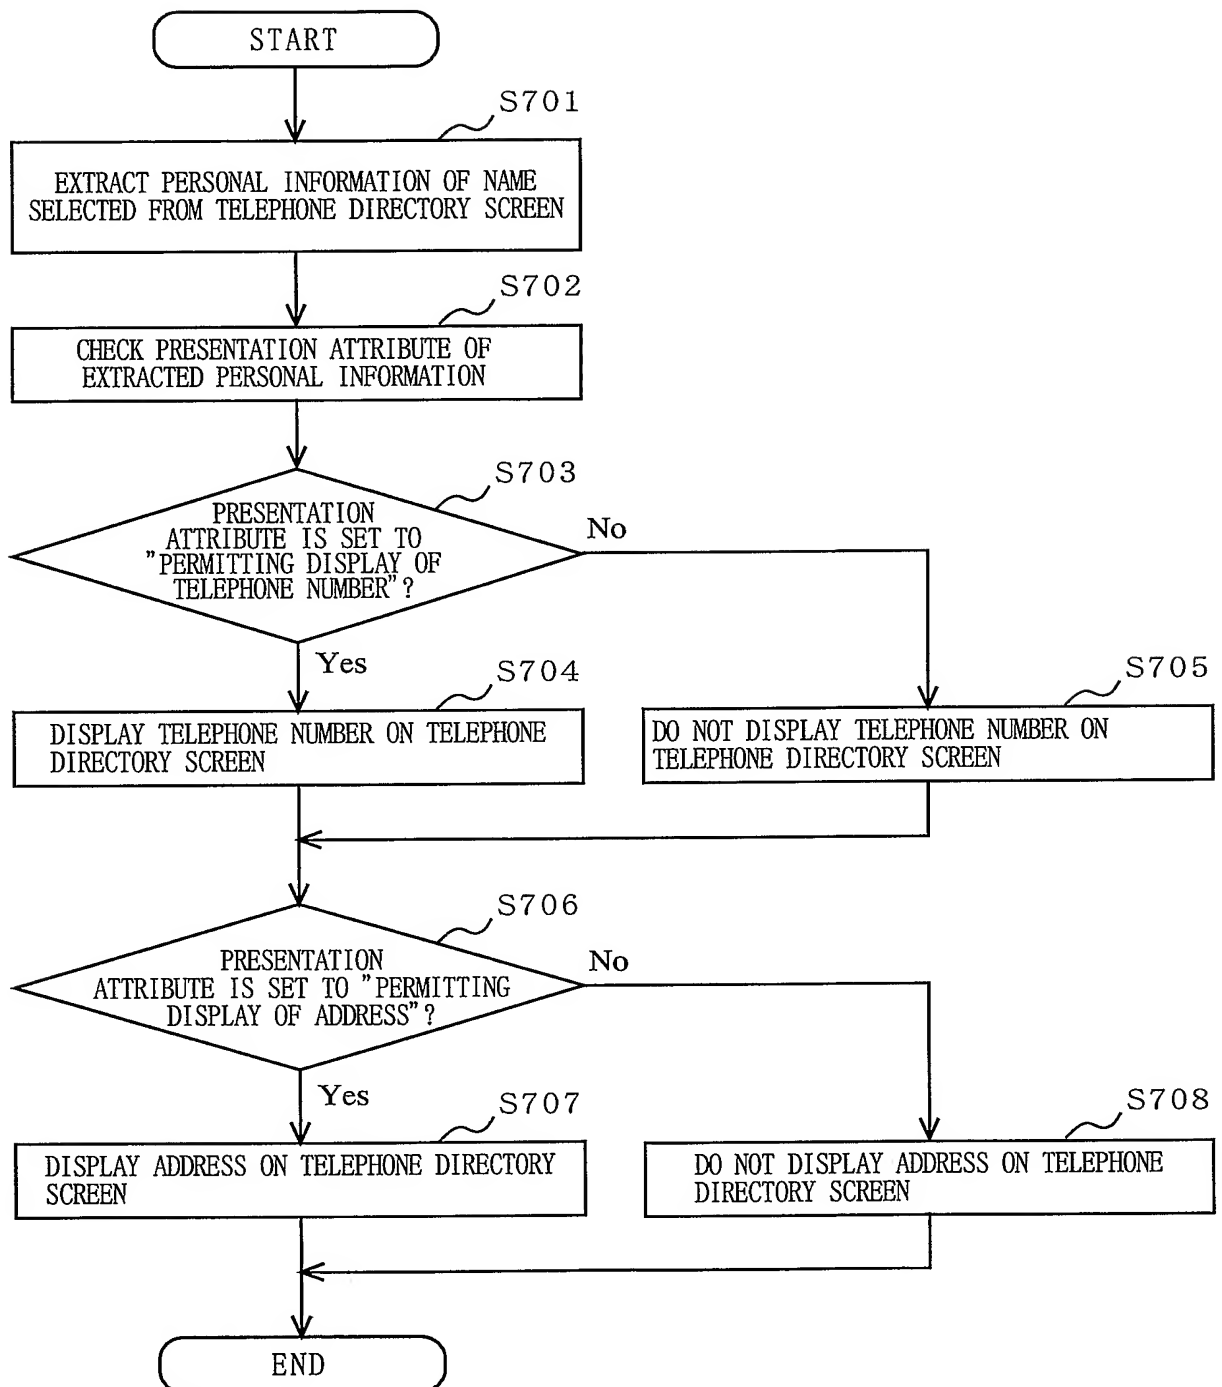 START
S701
EXTRACT PERSONAL INFORMATION OF NAME
SELECTED FROM TELEPHONE DIRECTORY SCREEN
S702
CHECK PRESENTATION ATTRIBUTE OF
EXTRACTED PERSONAL INFORMATION
S703
PRESENTATION
ATTRIBUTE IS SET TO
"PERMITTING DISPLAY OF
TELEPHONE NUMBER"?
No
Yes
S704
DISPLAY TELEPHONE NUMBER ON TELEPHONE
DIRECTORY SCREEN
S705
DO NOT DISPLAY TELEPHONE NUMBER ON
TELEPHONE DIRECTORY SCREEN
S706
PRESENTATION
ATTRIBUTE IS SET TO "PERMITTING
DISPLAY OF ADDRESS"?
No
Yes
S707
DISPLAY ADDRESS ON TELEPHONE DIRECTORY
SCREEN
S708
DO NOT DISPLAY ADDRESS ON TELEPHONE
DIRECTORY SCREEN
END